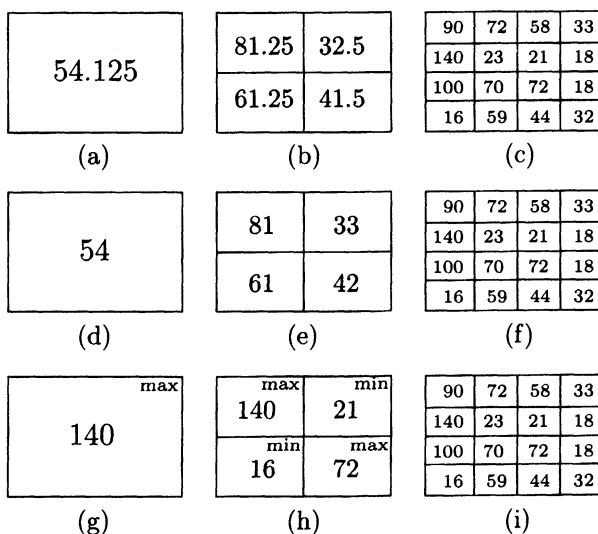 54.125
81.25 32.5
61.25 41.5
90 72 58 33
140 23 21 18
100 70 72 18
16 59 44 32
(a) (b) (c)
54
81 33
61 42
90 72 58 33
140 23 21 18
100 70 72 18
16 59 44 32
(d) (e) (f)
max
140
max min
140 21
min max
16 72
90 72 58 33
140 23 21 18
100 70 72 18
16 59 44 32
(g) (h) (i)